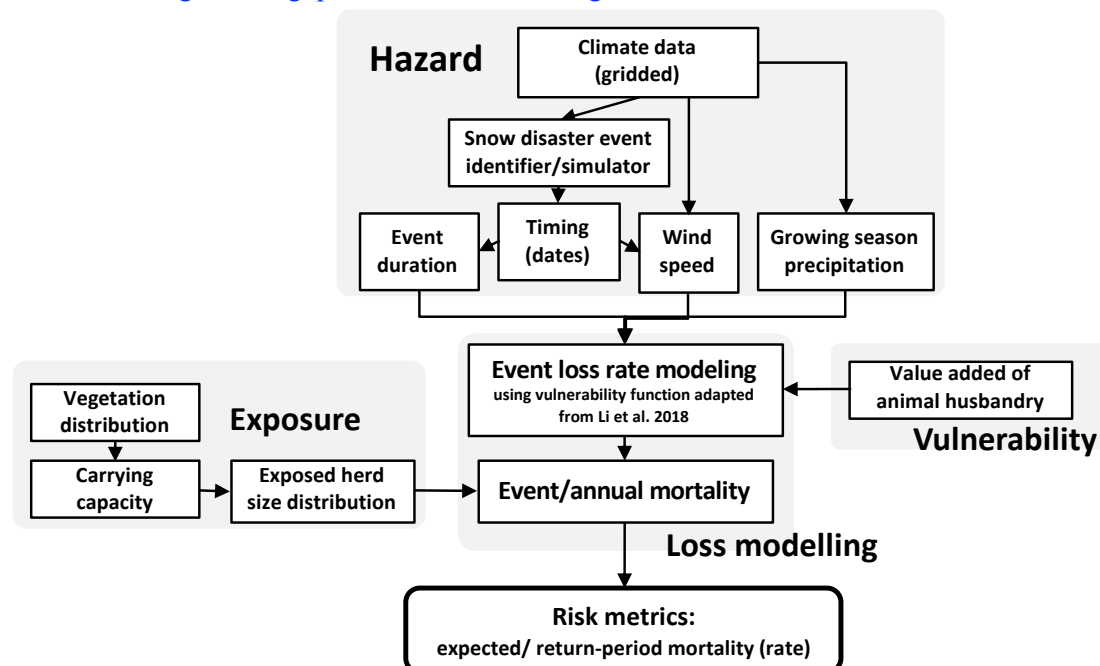 Hazard
Climate data
(gridded)
Snow disaster event
identifier/simulator
Event
duration
Timing
(dates)
Wind
speed
Growing season
precipitation
Event loss rate modeling
using vulnerability function adapted
from Li et al. 2018
Value added of
animal husbandry
Vulnerability
Vegetation
distribution
Exposure
Carrying
capacity
Exposed herd
size distribution
Event/annual mortality
Loss modelling
Risk metrics:
expected/ return-period mortality (rate)